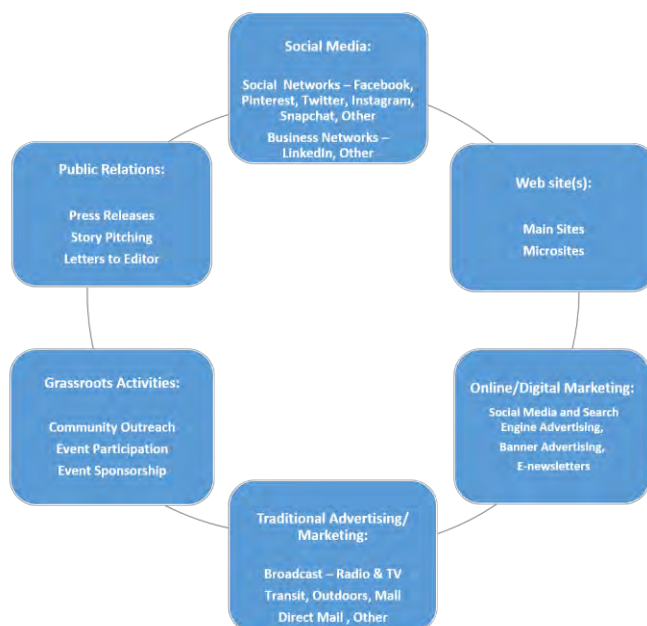 Social Media:
Social Networks – Facebook,
Pinterest, Twitter, Instagram,
Snapchat, Other
Business Networks –
LinkedIn, Other
Web site(s):
Main Sites
Microsites
Online/Digital Marketing:
Social Media and Search
Engine Advertising,
Banner Advertising,
E-newsletters
Traditional Advertising/
Marketing:
Broadcast – Radio & TV
Transit, Outdoors, Mall
Direct Mail , Other
Grassroots Activities:
Community Outreach
Event Participation
Event Sponsorship
Public Relations:
Press Releases
Story Pitching
Letters to Editor